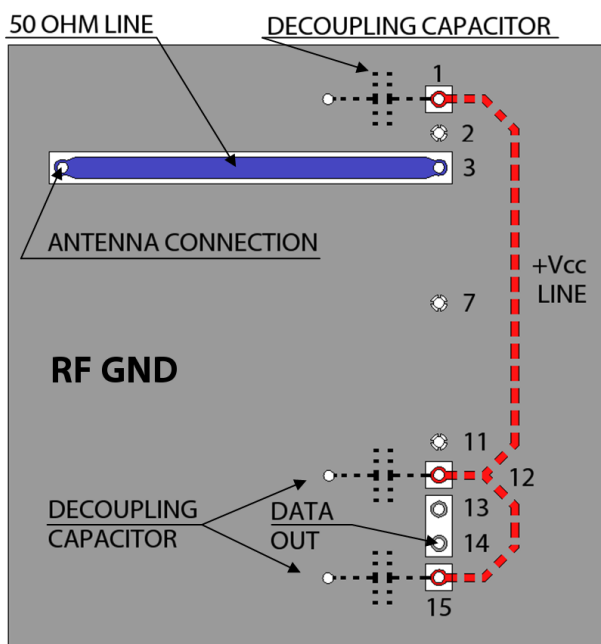 50 OHM LINE
DECOUPLING CAPACITOR
1
2
3
ANTENNA CONNECTION
+Vcc
LINE
7
RF GND
11
12
DECOUPLING
CAPACITOR
DATA
OUT
13
14
15